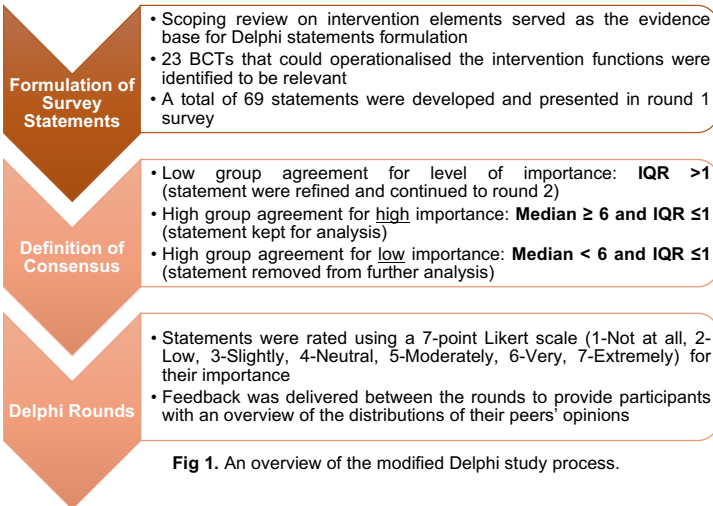 Formulation of
Survey
Statements
• Scoping review on intervention elements served as the evidence
base for Delphi statements formulation
• 23 BCTs that could operationalised the intervention functions were
identified to be relevant
• A total of 69 statements were developed and presented in round 1
survey
Definition of
Consensus
• Low group agreement for level of importance: IQR >1
(statement were refined and continued to round 2)
• High group agreement for high importance: Median ≥ 6 and IQR ≤1
(statement kept for analysis)
• High group agreement for low importance: Median < 6 and IQR ≤1
(statement removed from further analysis)
Delphi Rounds
• Statements were rated using a 7-point Likert scale (1-Not at all, 2-
Low, 3-Slightly, 4-Neutral, 5-Moderately, 6-Very, 7-Extremely) for
their importance
• Feedback was delivered between the rounds to provide participants
with an overview of the distributions of their peers’ opinions
Fig 1. An overview of the modified Delphi study process.